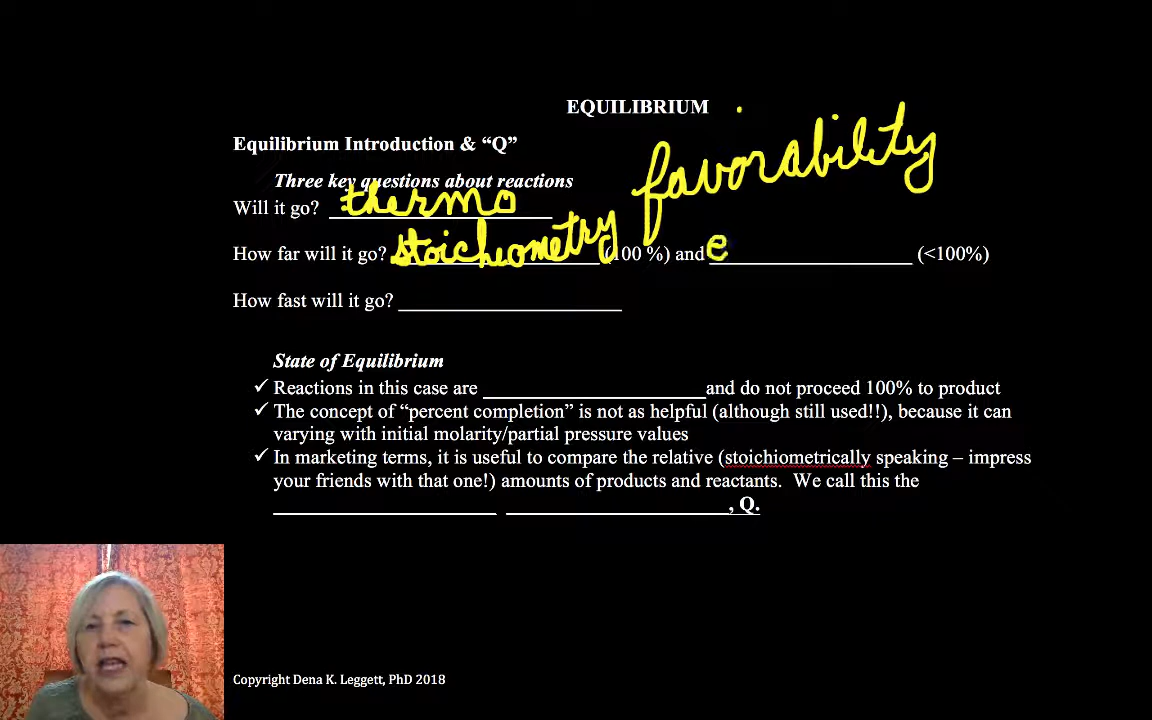 EQUILIBRIUM
Equilibrium Introduction & “Q”
favorability
Three key questions about reactions
Will it go? thermo
How far will it go? stoicheometry (100 %) and e (<100%)
How fast will it go?
State of Equilibrium
✓ Reactions in this case are and do not proceed 100% to product
✓ The concept of “percent completion” is not as helpful (although still used!!), because it can
varying with initial molarity/partial pressure values
✓ In marketing terms, it is useful to compare the relative (stoichiometrically speaking – impress
your friends with that one!) amounts of products and reactants. We call this the
, Q.
Copyright Dena K. Leggett, PhD 2018